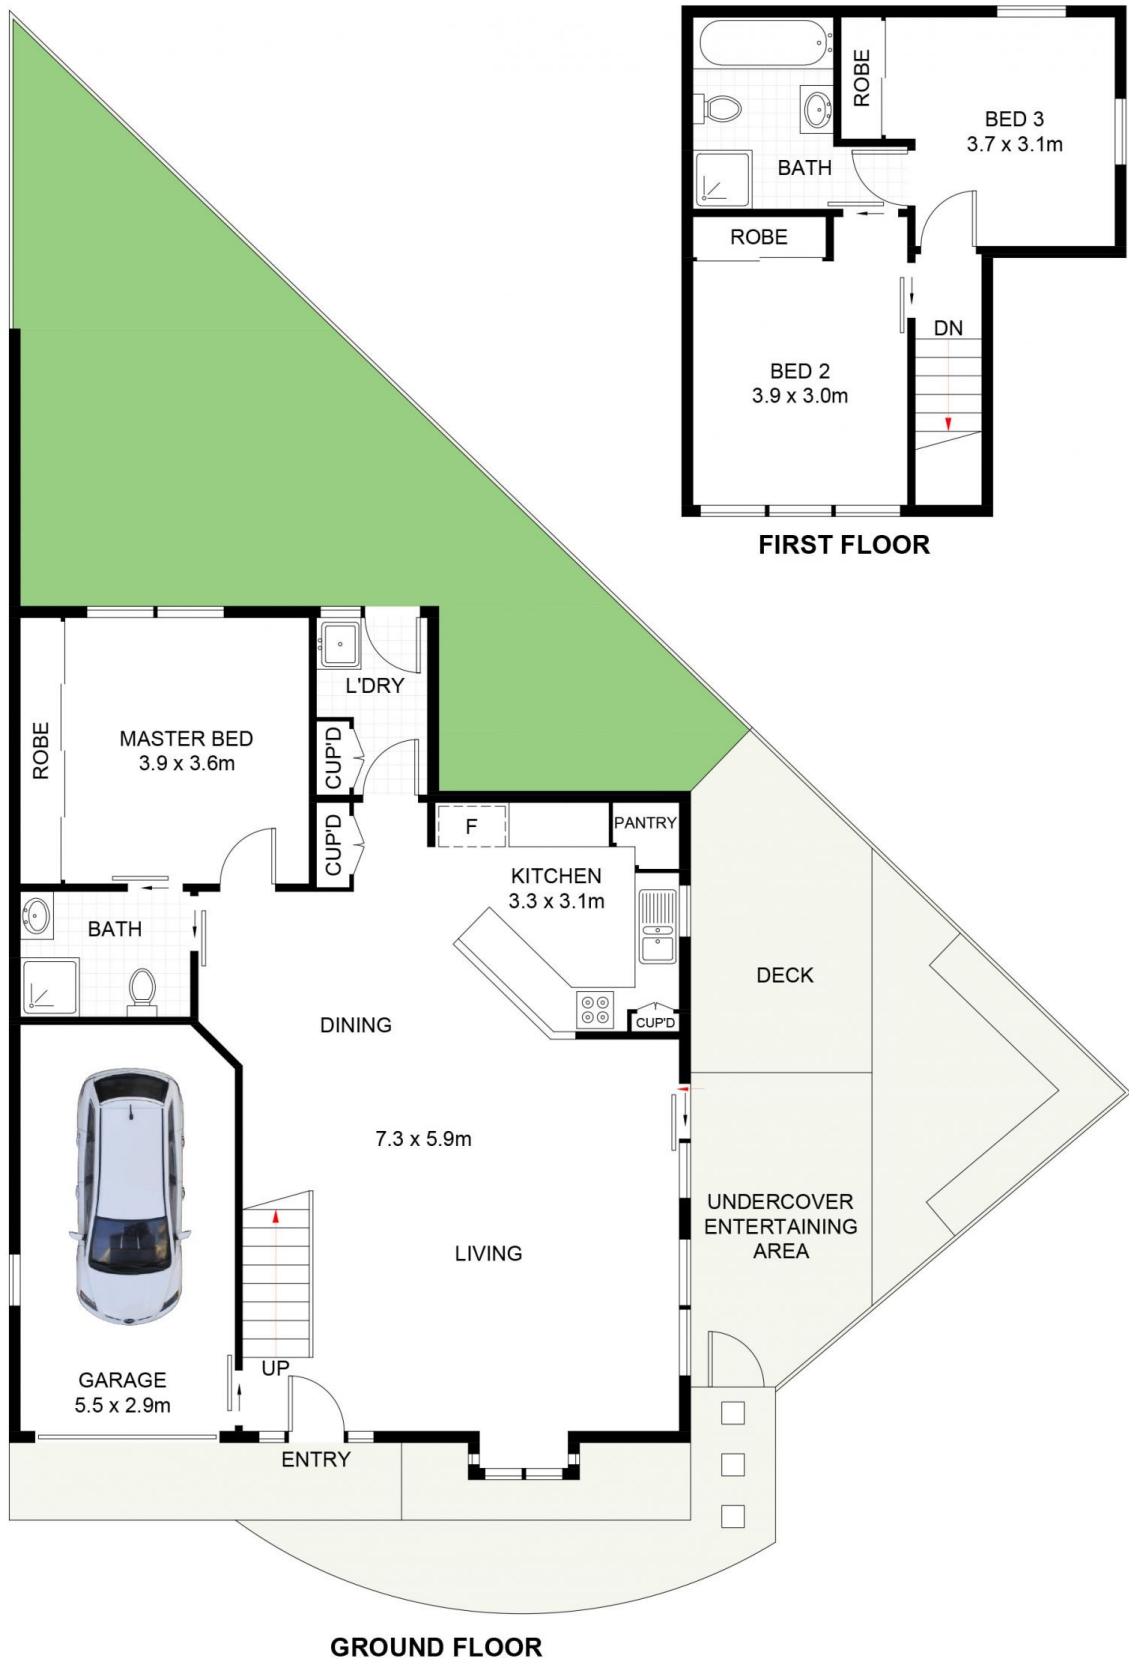 ROBE
BED 3
3.7 x 3.1m
BATH
ROBE
DN
BED 2
3.9 x 3.0m
FIRST FLOOR
L'DRY
ROBE
MASTER BED
3.9 x 3.6m
CUP'D
CUP'D
F
PANTRY
KITCHEN
3.3 x 3.1m
BATH
DECK
DINING
CUP'D
7.3 x 5.9m
UNDERCOVER
ENTERTAINING
AREA
LIVING
UP
GARAGE
5.5 x 2.9m
ENTRY
GROUND FLOOR